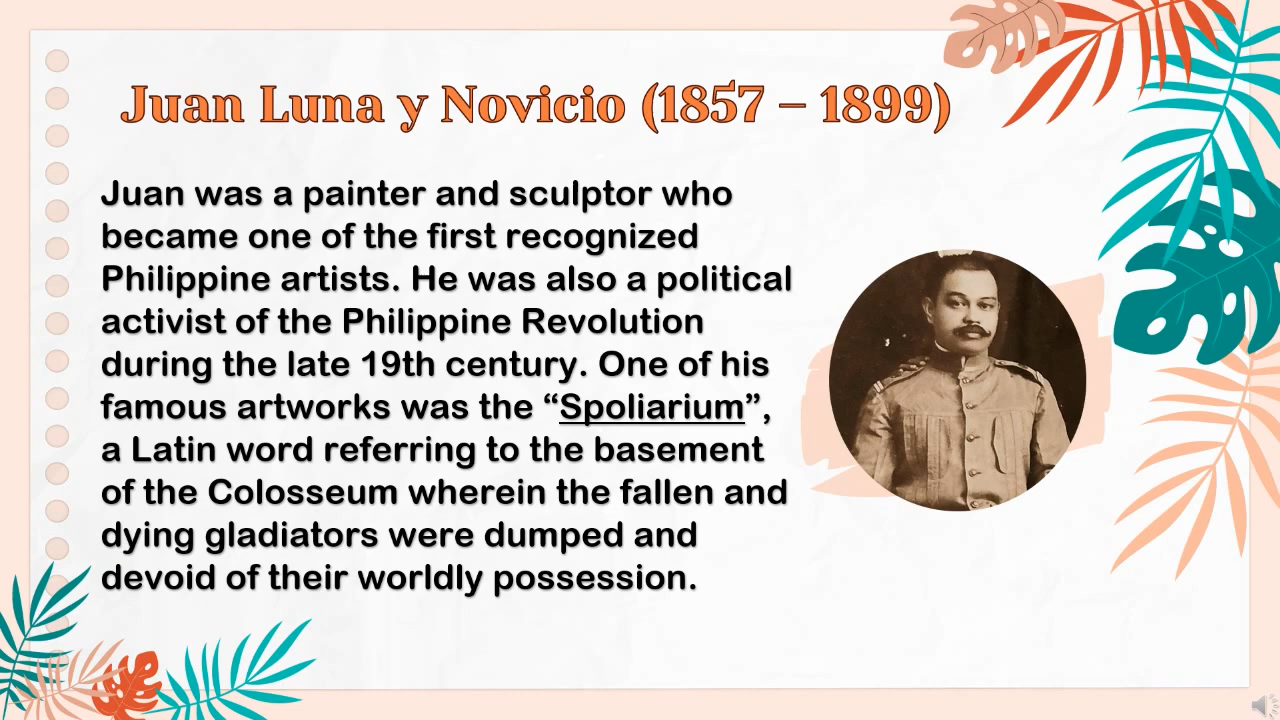 Juan Luna y Novicio (1857 – 1899)
Juan was a painter and sculptor who
became one of the first recognized
Philippine artists. He was also a political
activist of the Philippine Revolution
during the late 19th century. One of his
famous artworks was the “Spoliarium”,
a Latin word referring to the basement
of the Colosseum wherein the fallen and
dying gladiators were dumped and
devoid of their worldly possession.